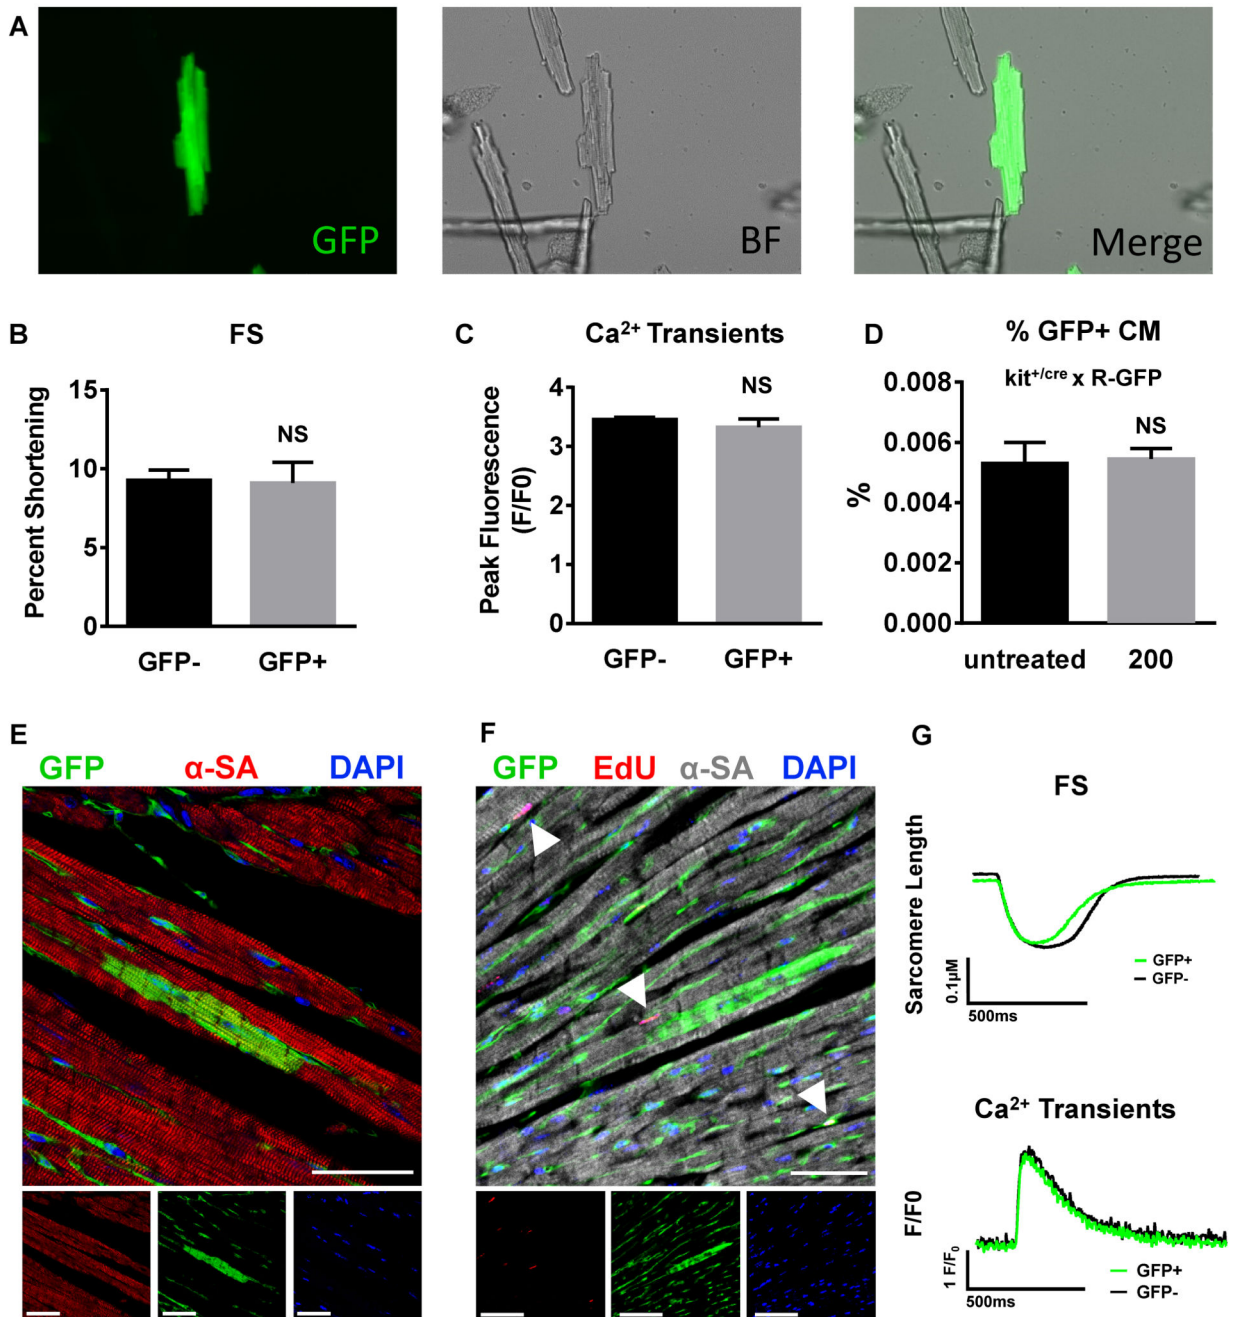 A
GFP
BF
Merge
B
FS
Percent Shortening
15
10
5
0
NS
GFP-
GFP+
C
Ca²⁺ Transients
Peak Fluorescence
(F/F0)
4
3
2
1
0
NS
GFP-
GFP+
D
% GFP+ CM
kit⁺/ᶜʳᵉ x R-GFP
%
0.008
0.006
0.004
0.002
0.000
NS
untreated
200
E
GFP α-SA DAPI
F
GFP EdU α-SA DAPI
G
FS
Sarcomere Length
0.1µM
500ms
GFP+
GFP-
Ca²⁺ Transients
F/F0
1 F/F₀
500ms
GFP+
GFP-